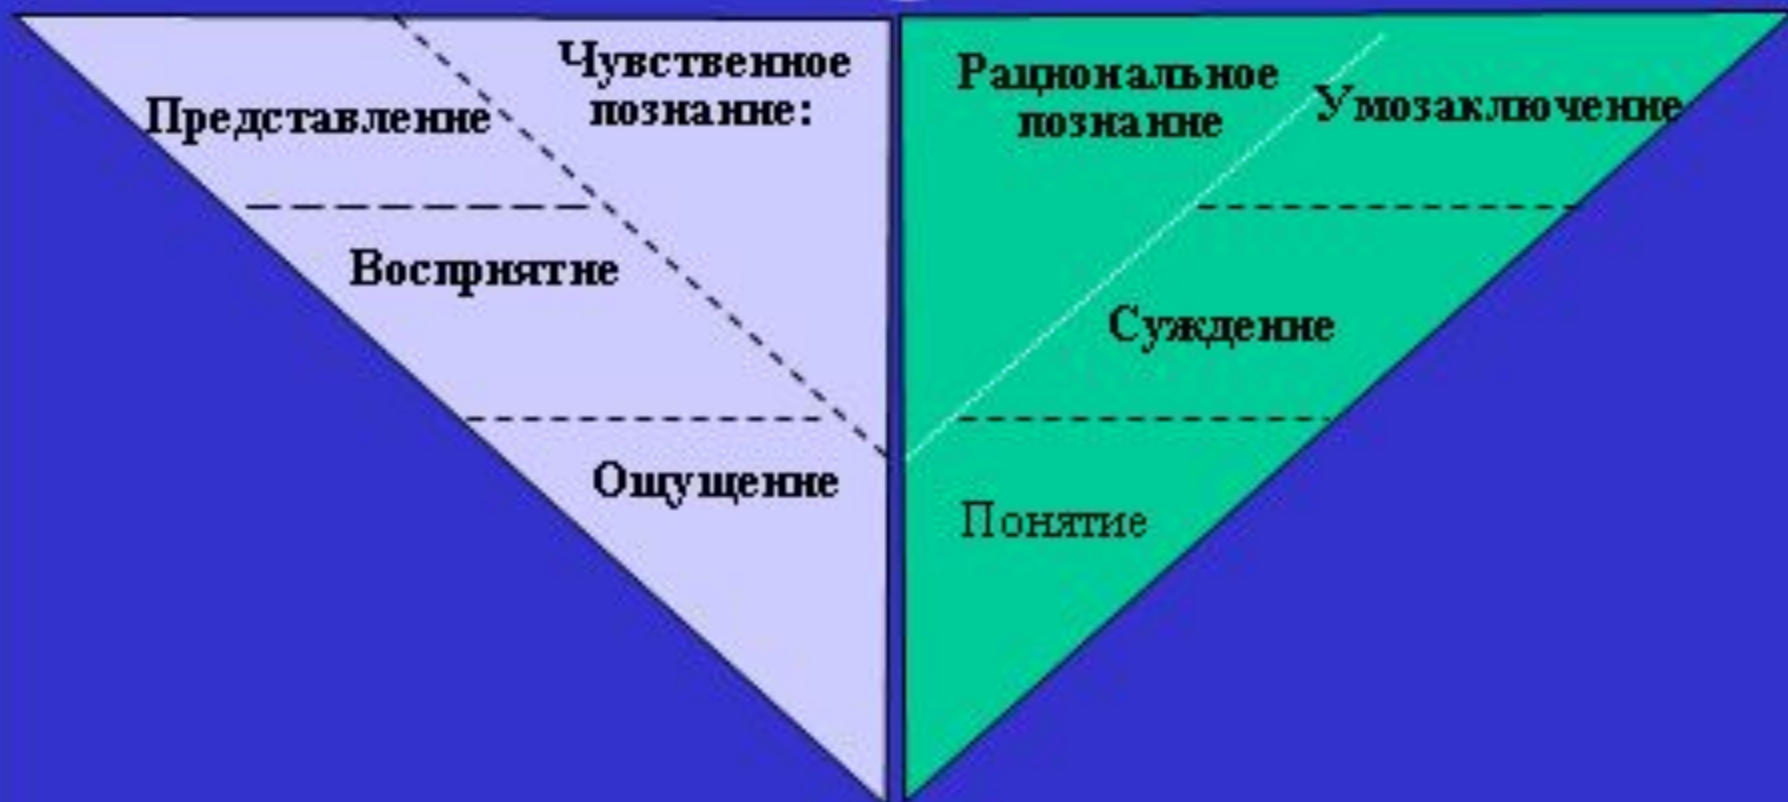 Чувственное
познание:
Представление
Восприятие
Ощущение
Рациональное
познание
Умозаключение
Суждение
Понятие